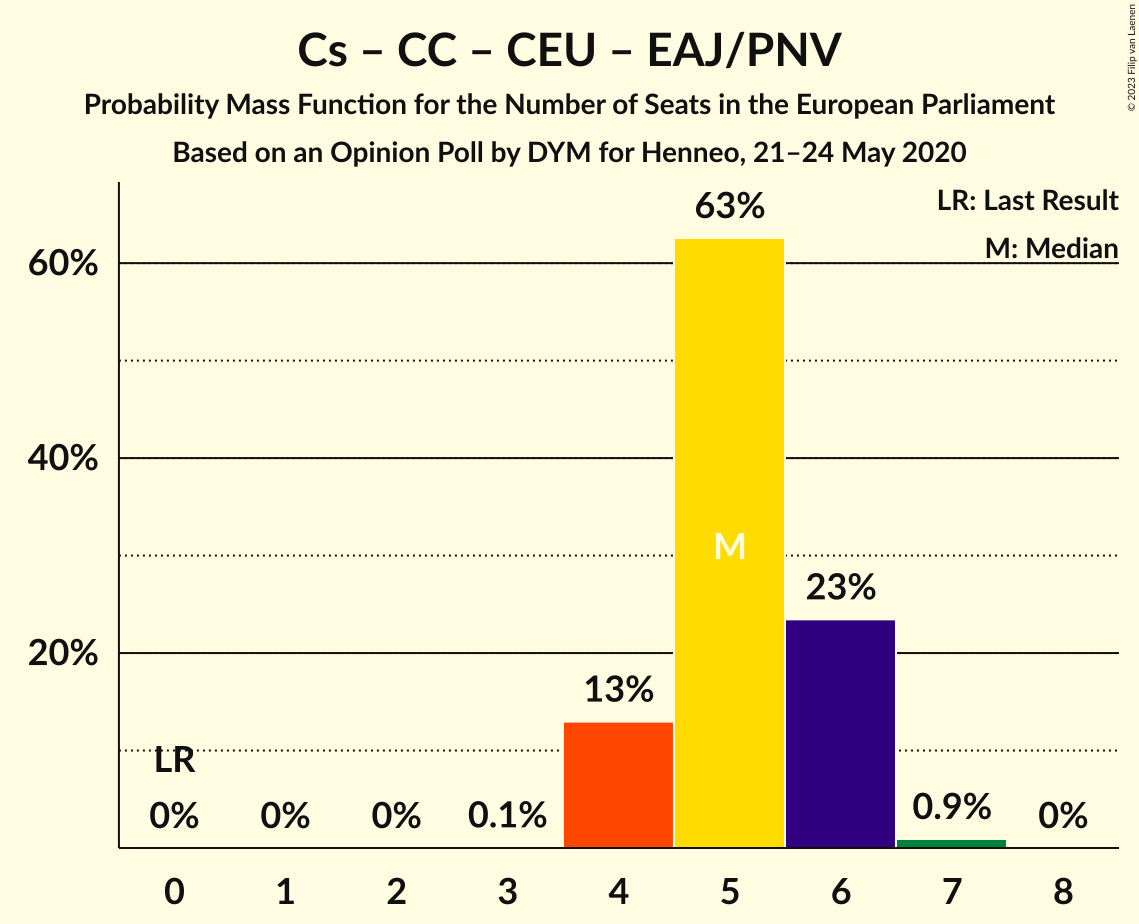 Cs – CC – CEU – EAJ/PNV
Probability Mass Function for the Number of Seats in the European Parliament
Based on an Opinion Poll by DYM for Henneo, 21–24 May 2020
© 2023 Filip van Laenen
LR: Last Result
M: Median
60%
40%
20%
63%
M
23%
13%
LR
0%
0%
0%
0.1%
0.9%
0%
0 1 2 3 4 5 6 7 8